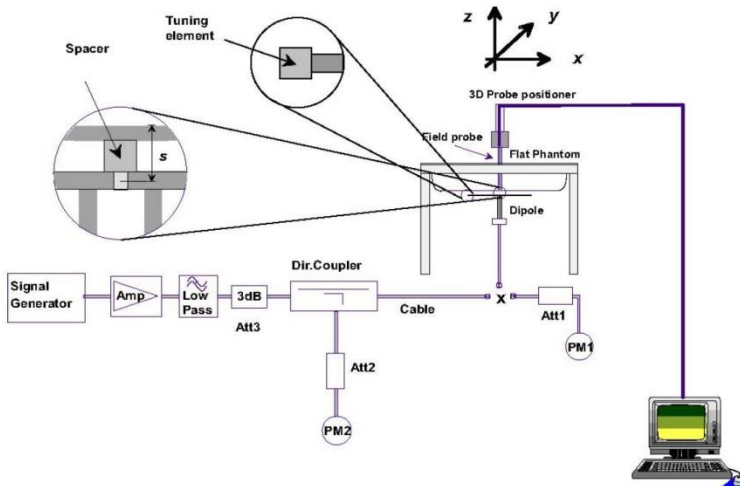 Tuning
element
Spacer
s
z
y
x
3D Probe positioner
Field probe
Flat Phantom
Dipole
Signal
Generator
Amp
Low
Pass
3dB
Att3
Dir.Coupler
Cable
x
Att1
PM1
Att2
PM2